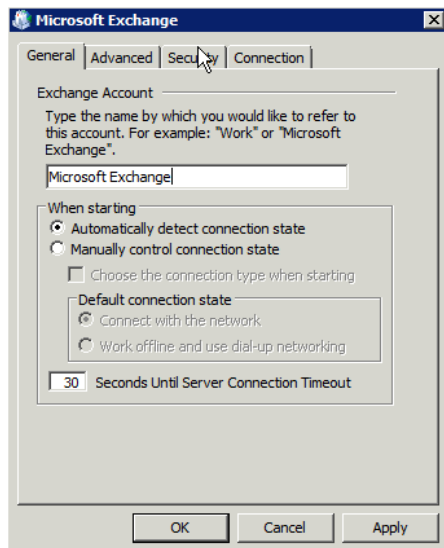 Microsoft Exchange
General Advanced Security Connection
Exchange Account
Type the name by which you would like to refer to
this account. For example: "Work" or "Microsoft
Exchange".
Microsoft Exchange
When starting
Automatically detect connection state
Manually control connection state
Choose the connection type when starting
Default connection state
Connect with the network
Work offline and use dial-up networking
30 Seconds Until Server Connection Timeout
OK Cancel Apply